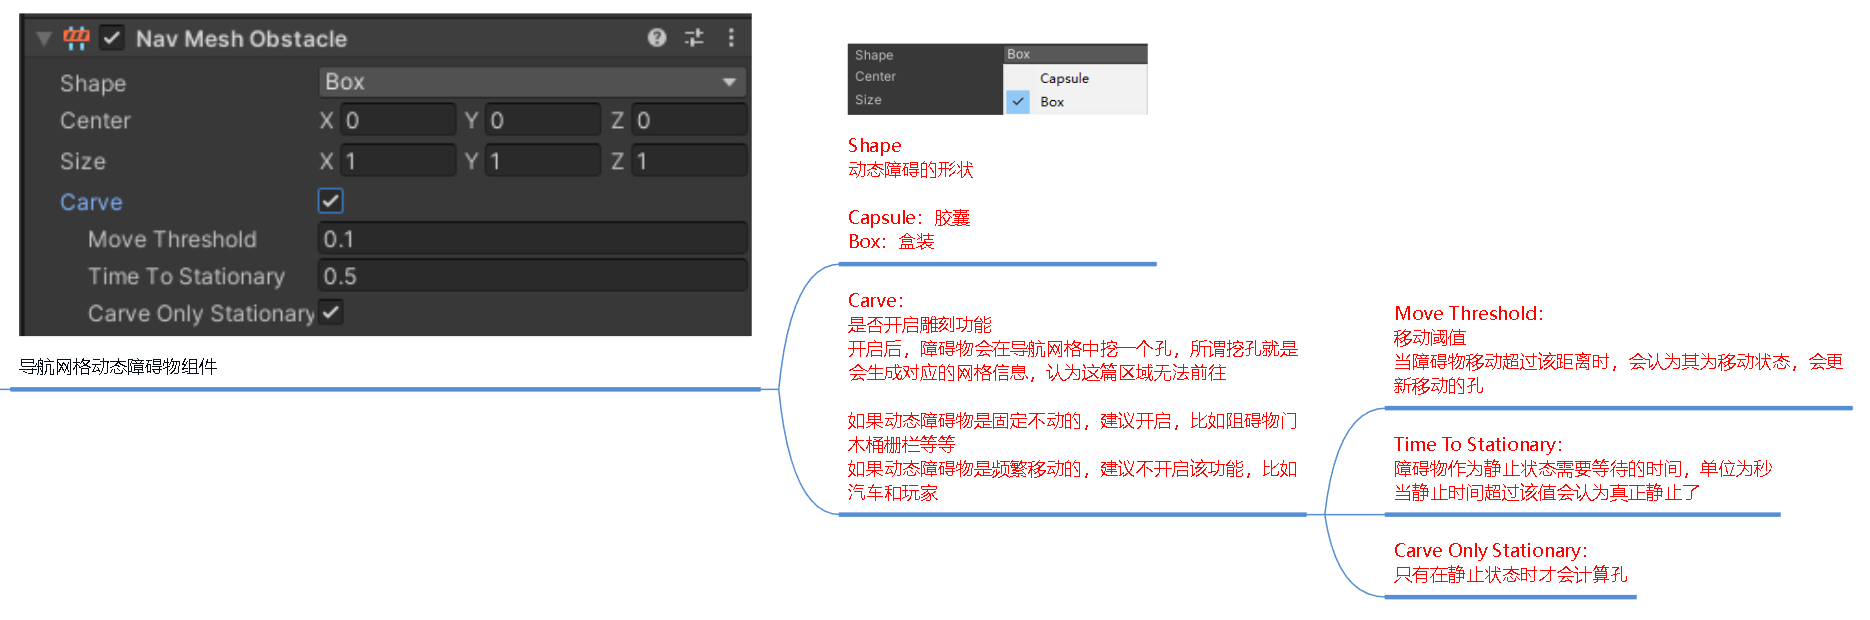 Nav Mesh Obstacle
Shape Box
Center X 0 Y 0 Z 0
Size X 1 Y 1 Z 1
Carve
Move Threshold 0.1
Time To Stationary 0.5
Carve Only Stationary
导航网格动态障碍物组件
Shape Box
Center Capsule
Size Box
Shape
动态障碍的形状
Capsule：胶囊
Box：盒装
Carve：
是否开启雕刻功能
开启后，障碍物会在导航网格中挖一个孔，所谓挖孔就是
会生成对应的网格信息，认为这篇区域无法前往
如果动态障碍物是固定不动的，建议开启，比如阻碍物门
木桶栅栏等等
如果动态障碍物是频繁移动的，建议不开启该功能，比如
汽车和玩家
Move Threshold：
移动阈值
当障碍物移动超过该距离时，会认为其为移动状态，会更
新移动的孔
Time To Stationary：
障碍物作为静止状态需要等待的时间，单位为秒
当静止时间超过该值会认为真正静止了
Carve Only Stationary：
只有在静止状态时才会计算孔